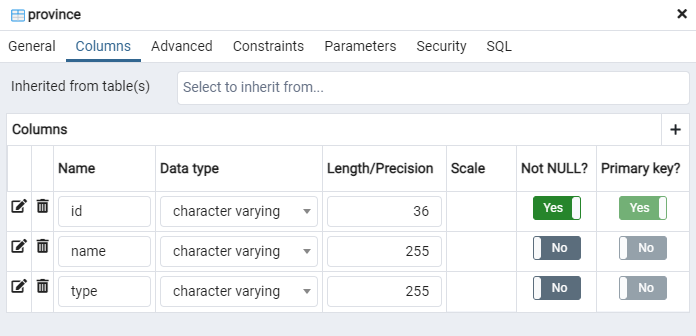 province
General Columns Advanced Constraints Parameters Security SQL
Inherited from table(s) Select to inherit from...
Columns
Name Data type Length/Precision Scale Not NULL? Primary key?
id character varying 36 Yes Yes
name character varying 255 No No
type character varying 255 No No